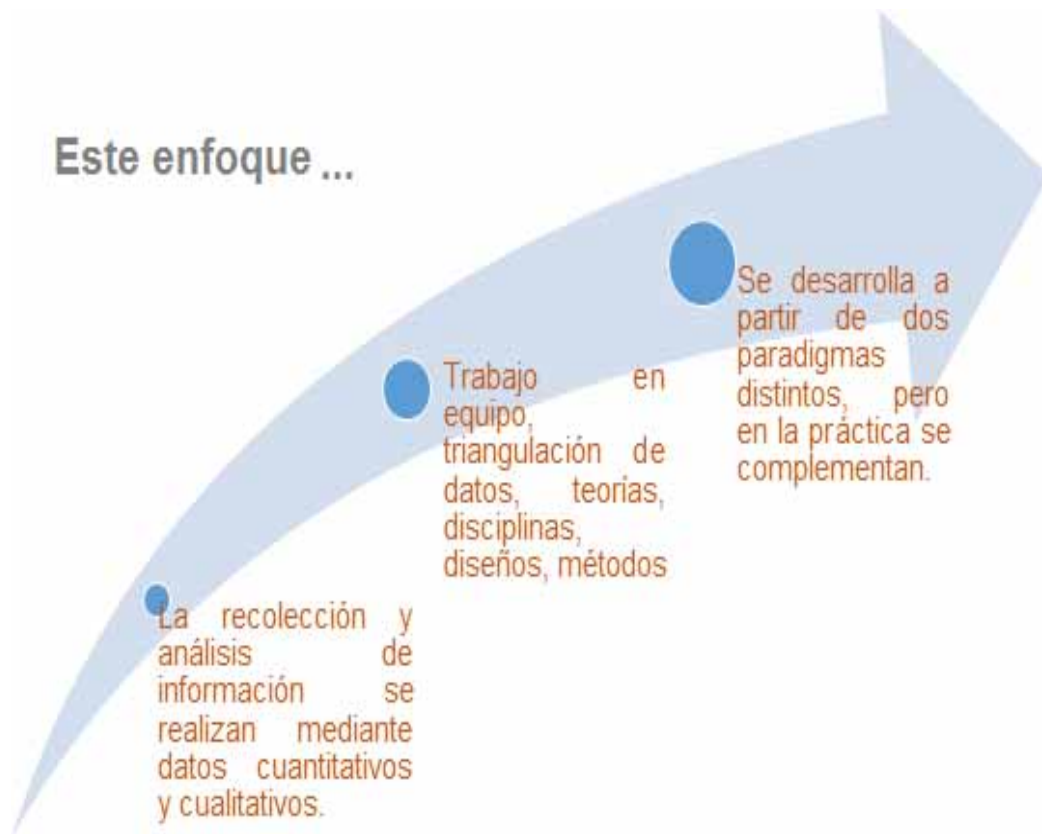 Este enfoque ...
La recolección y
análisis de
información se
realizan mediante
datos cuantitativos
y cualitativos.
Trabajo en
equipo,
triangulación de
datos, teorías,
disciplinas,
diseños, métodos
Se desarrolla a
partir de dos
paradigmas
distintos, pero
en la práctica se
complementan.